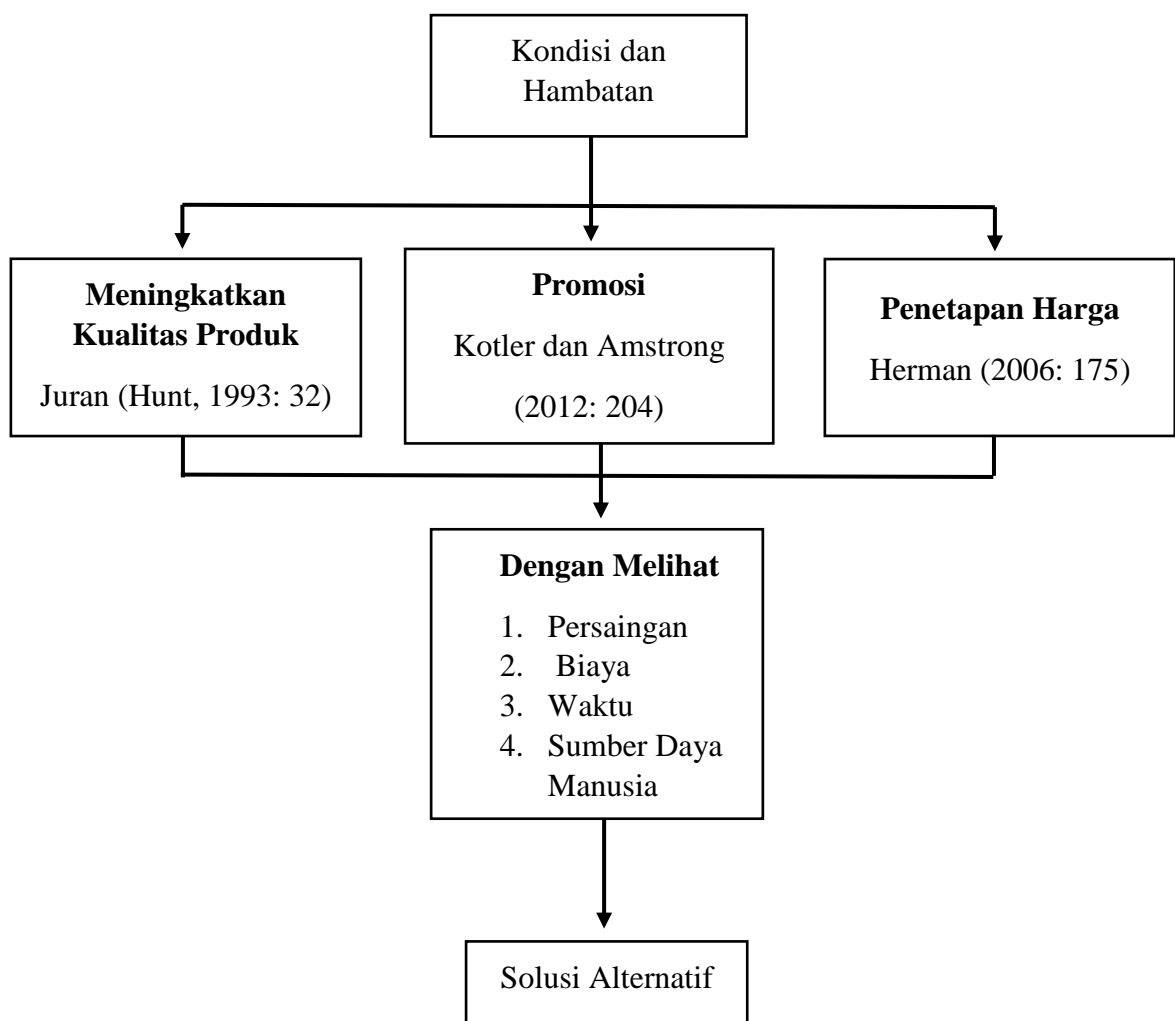 Kondisi dan
Hambatan
Meningkatkan
Kualitas Produk
Juran (Hunt, 1993: 32)
Promosi
Kotler dan Amstrong
(2012: 204)
Penetapan Harga
Herman (2006: 175)
Dengan Melihat
1. Persaingan
2. Biaya
3. Waktu
4. Sumber Daya
Manusia
Solusi Alternatif